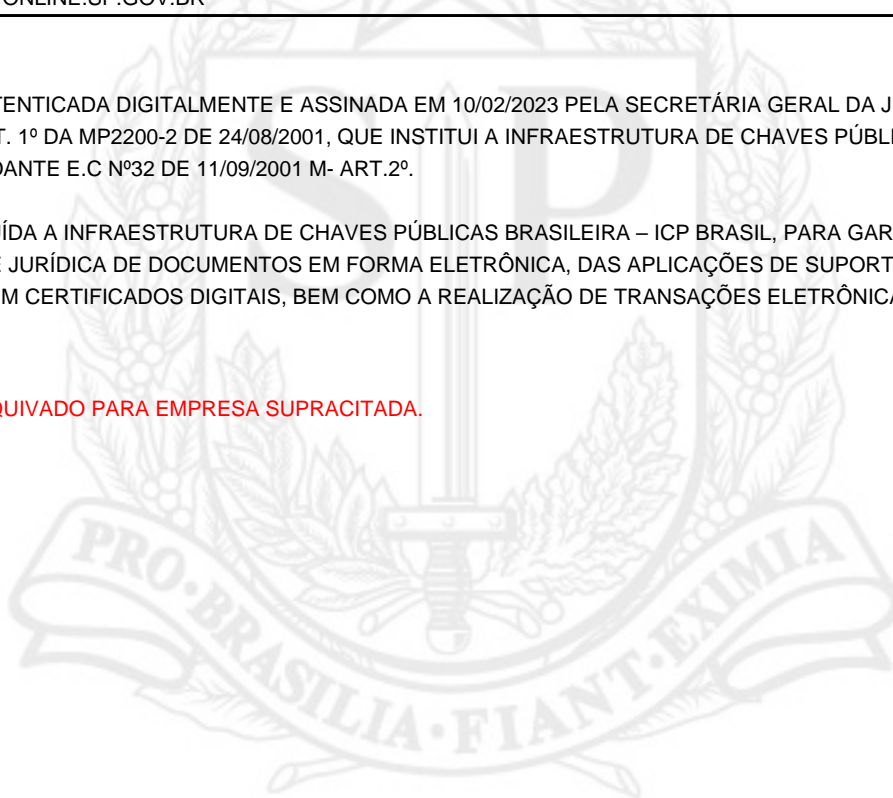 ONLINE.SP.GOV.BR
TENTICADA DIGITALMENTE E ASSINADA EM 10/02/2023 PELA SECRETÁRIA GERAL DA J
T. 1º DA MP2200-2 DE 24/08/2001, QUE INSTITUI A INFRAESTRUTURA DE CHAVES PÚBL
DANTE E.C Nº32 DE 11/09/2001 M- ART.2º.
ÍDA A INFRAESTRUTURA DE CHAVES PÚBLICAS BRASILEIRA – ICP BRASIL, PARA GAR
E JURÍDICA DE DOCUMENTOS EM FORMA ELETRÔNICA, DAS APLICAÇÕES DE SUPORT
M CERTIFICADOS DIGITAIS, BEM COMO A REALIZAÇÃO DE TRANSAÇÕES ELETRÔNICA
QUIVADO PARA EMPRESA SUPRACITADA.
SP
PRO·BRASILIA·FIANT·EXIMIA